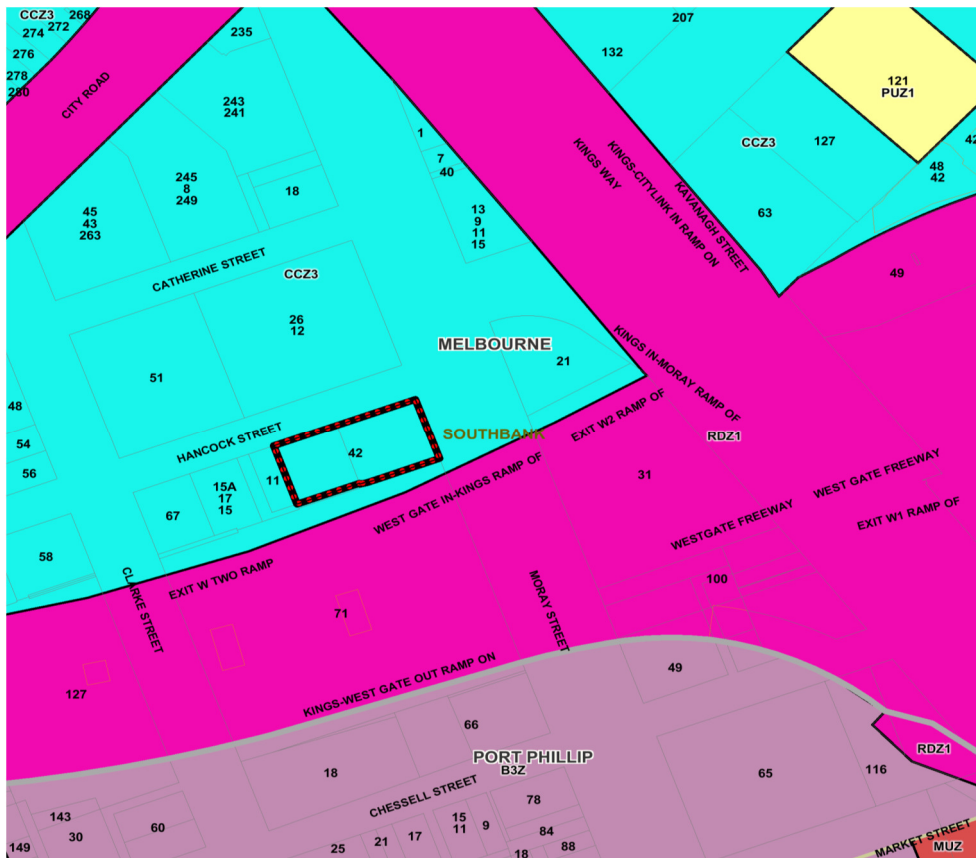 CCZ3
268
272
274
276
278
280
235
207
132
CITY ROAD
243
241
1
7
40
121
PUZ1
CCZ3
127
42
48
42
245
8
249
18
45
43
263
13
9
11
15
KINGS WAY
KINGS-CITYLINK IN RAMP ON
KAVANAGH STREET
63
49
CATHERINE STREET
CCZ3
26
12
MELBOURNE
21
KINGS IN-MORAY RAMP OF
51
48
54
56
HANCOCK STREET
42
SOUTHBANK
EXIT W2 RAMP OF
RDZ1
11
15A
17
15
67
WEST GATE IN-KINGS RAMP OF
31
WEST GATE FREEWAY
WESTGATE FREEWAY
EXIT W1 RAMP OF
58
CLARKE STREET
EXIT W TWO RAMP
71
MORAY STREET
100
127
KINGS-WEST GATE OUT RAMP ON
49
66
PORT PHILLIP
B3Z
18
65
116
RDZ1
CHESSELL STREET
78
143
30
149
60
15
11
9
17
21
25
84
88
18
MARKET STREET
MUZ